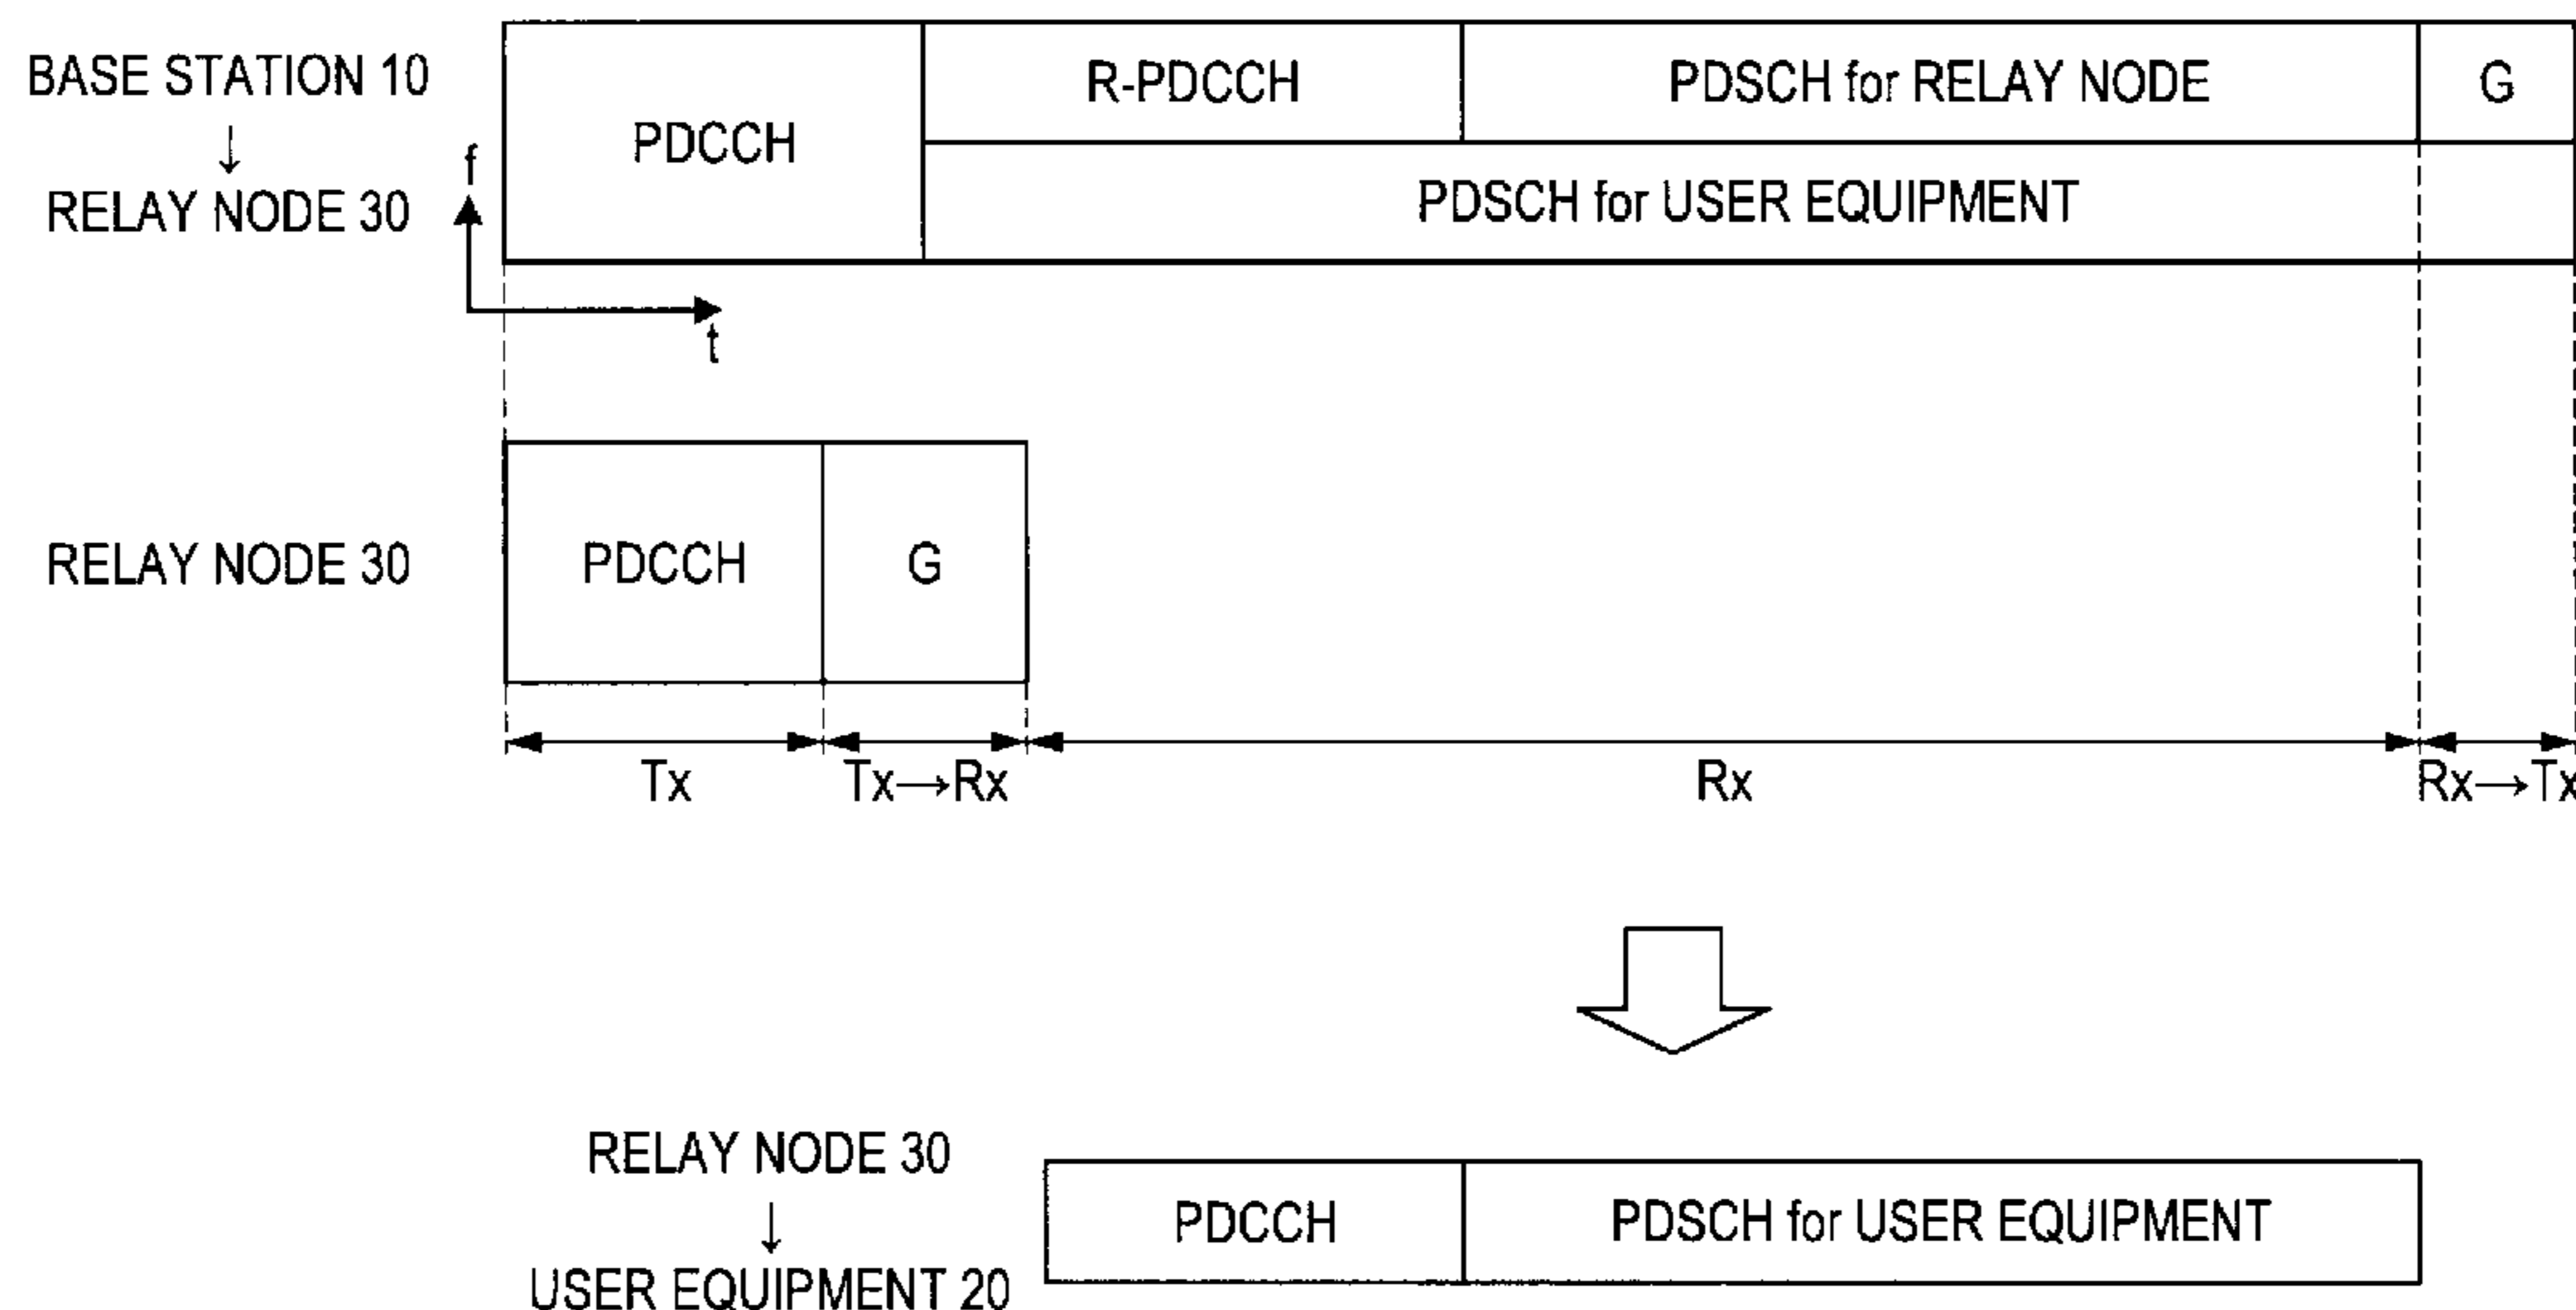 BASE STATION 10
↓
RELAY NODE 30
f
t
PDCCH
R-PDCCH
PDSCH for RELAY NODE
G
PDSCH for USER EQUIPMENT
RELAY NODE 30
PDCCH
G
Tx
Tx→Rx
Rx
Rx→Tx
RELAY NODE 30
↓
USER EQUIPMENT 20
PDCCH
PDSCH for USER EQUIPMENT